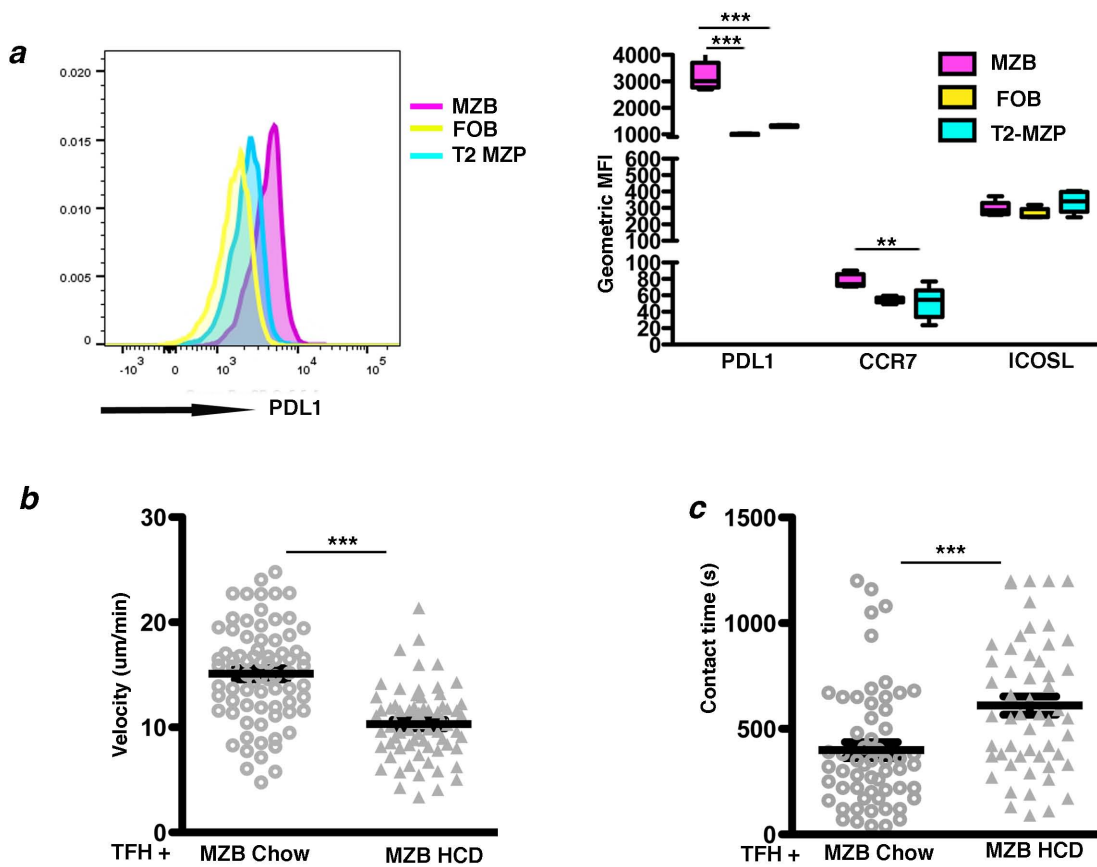 a
0.020
0.015
0.010
0.005
0
-10^3 0 10^3 10^4 10^5
PDL1
MZB
FOB
T2 MZP
***
***
Geometric MFI
4000
3000
2000
1000
600
500
400
300
200
100
100
80
60
40
20
0
**
PDL1 CCR7 ICOSL
MZB
FOB
T2-MZP
b
Velocity (um/min)
30
20
10
0
***
TFH + MZB Chow MZB HCD
c
Contact time (s)
1500
1000
500
0
***
TFH + MZB Chow MZB HCD